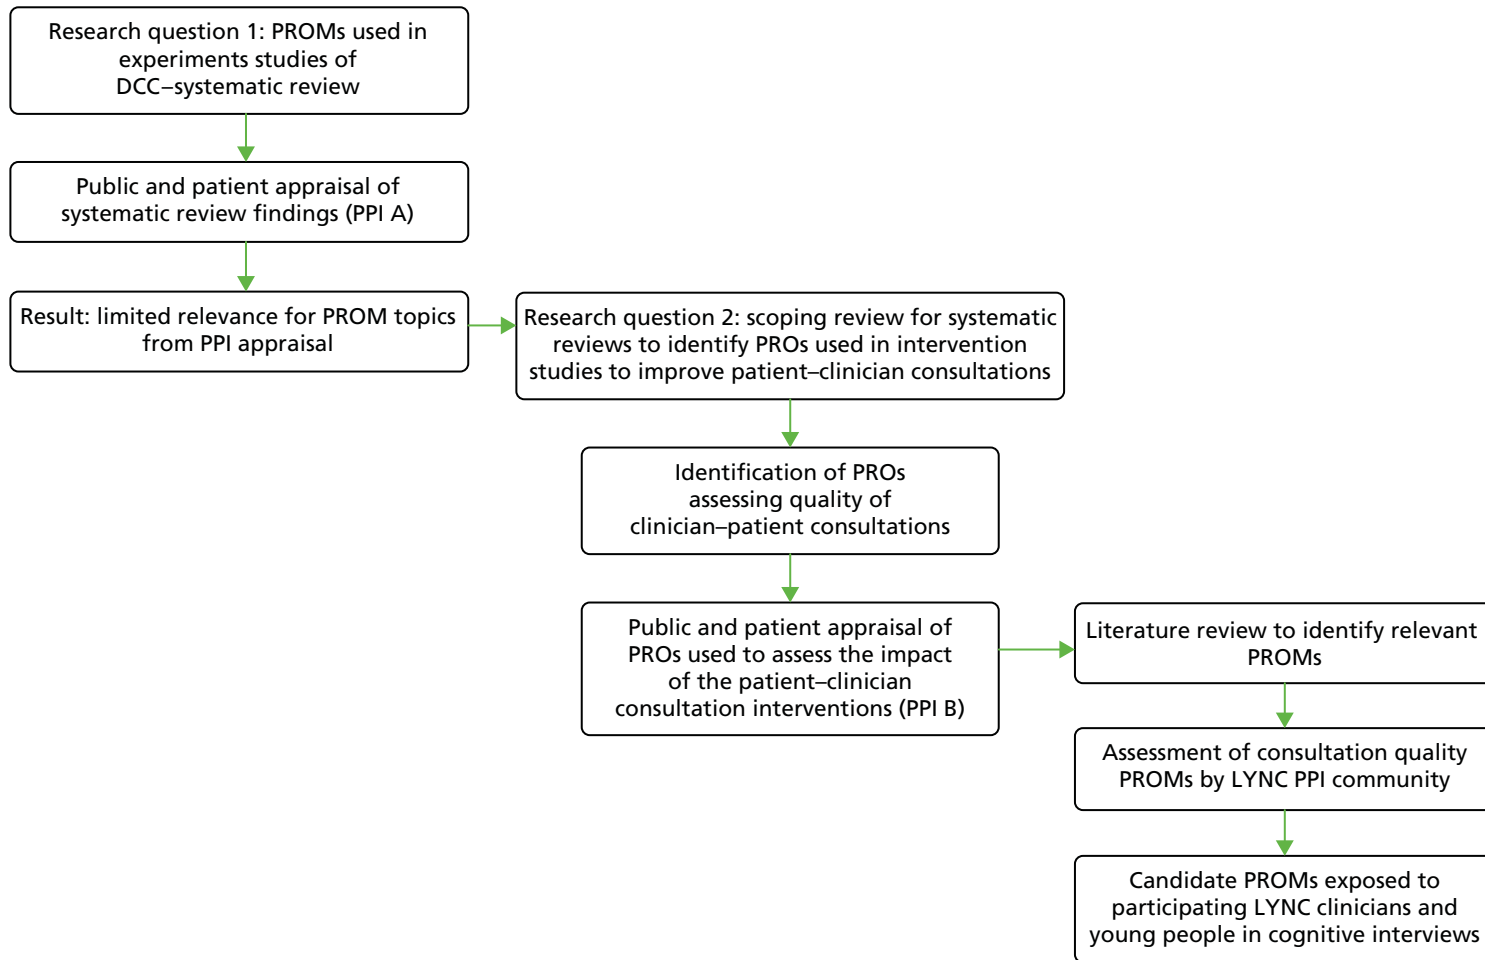 Research question 1: PROMs used in
experiments studies of
DCC–systematic review
Public and patient appraisal of
systematic review findings (PPI A)
Result: limited relevance for PROM topics
from PPI appraisal
Research question 2: scoping review for systematic
reviews to identify PROs used in intervention
studies to improve patient–clinician consultations
Identification of PROs
assessing quality of
clinician–patient consultations
Public and patient appraisal of
PROs used to assess the impact
of the patient–clinician
consultation interventions (PPI B)
Literature review to identify relevant
PROMs
Assessment of consultation quality
PROMs by LYNC PPI community
Candidate PROMs exposed to
participating LYNC clinicians and
young people in cognitive interviews